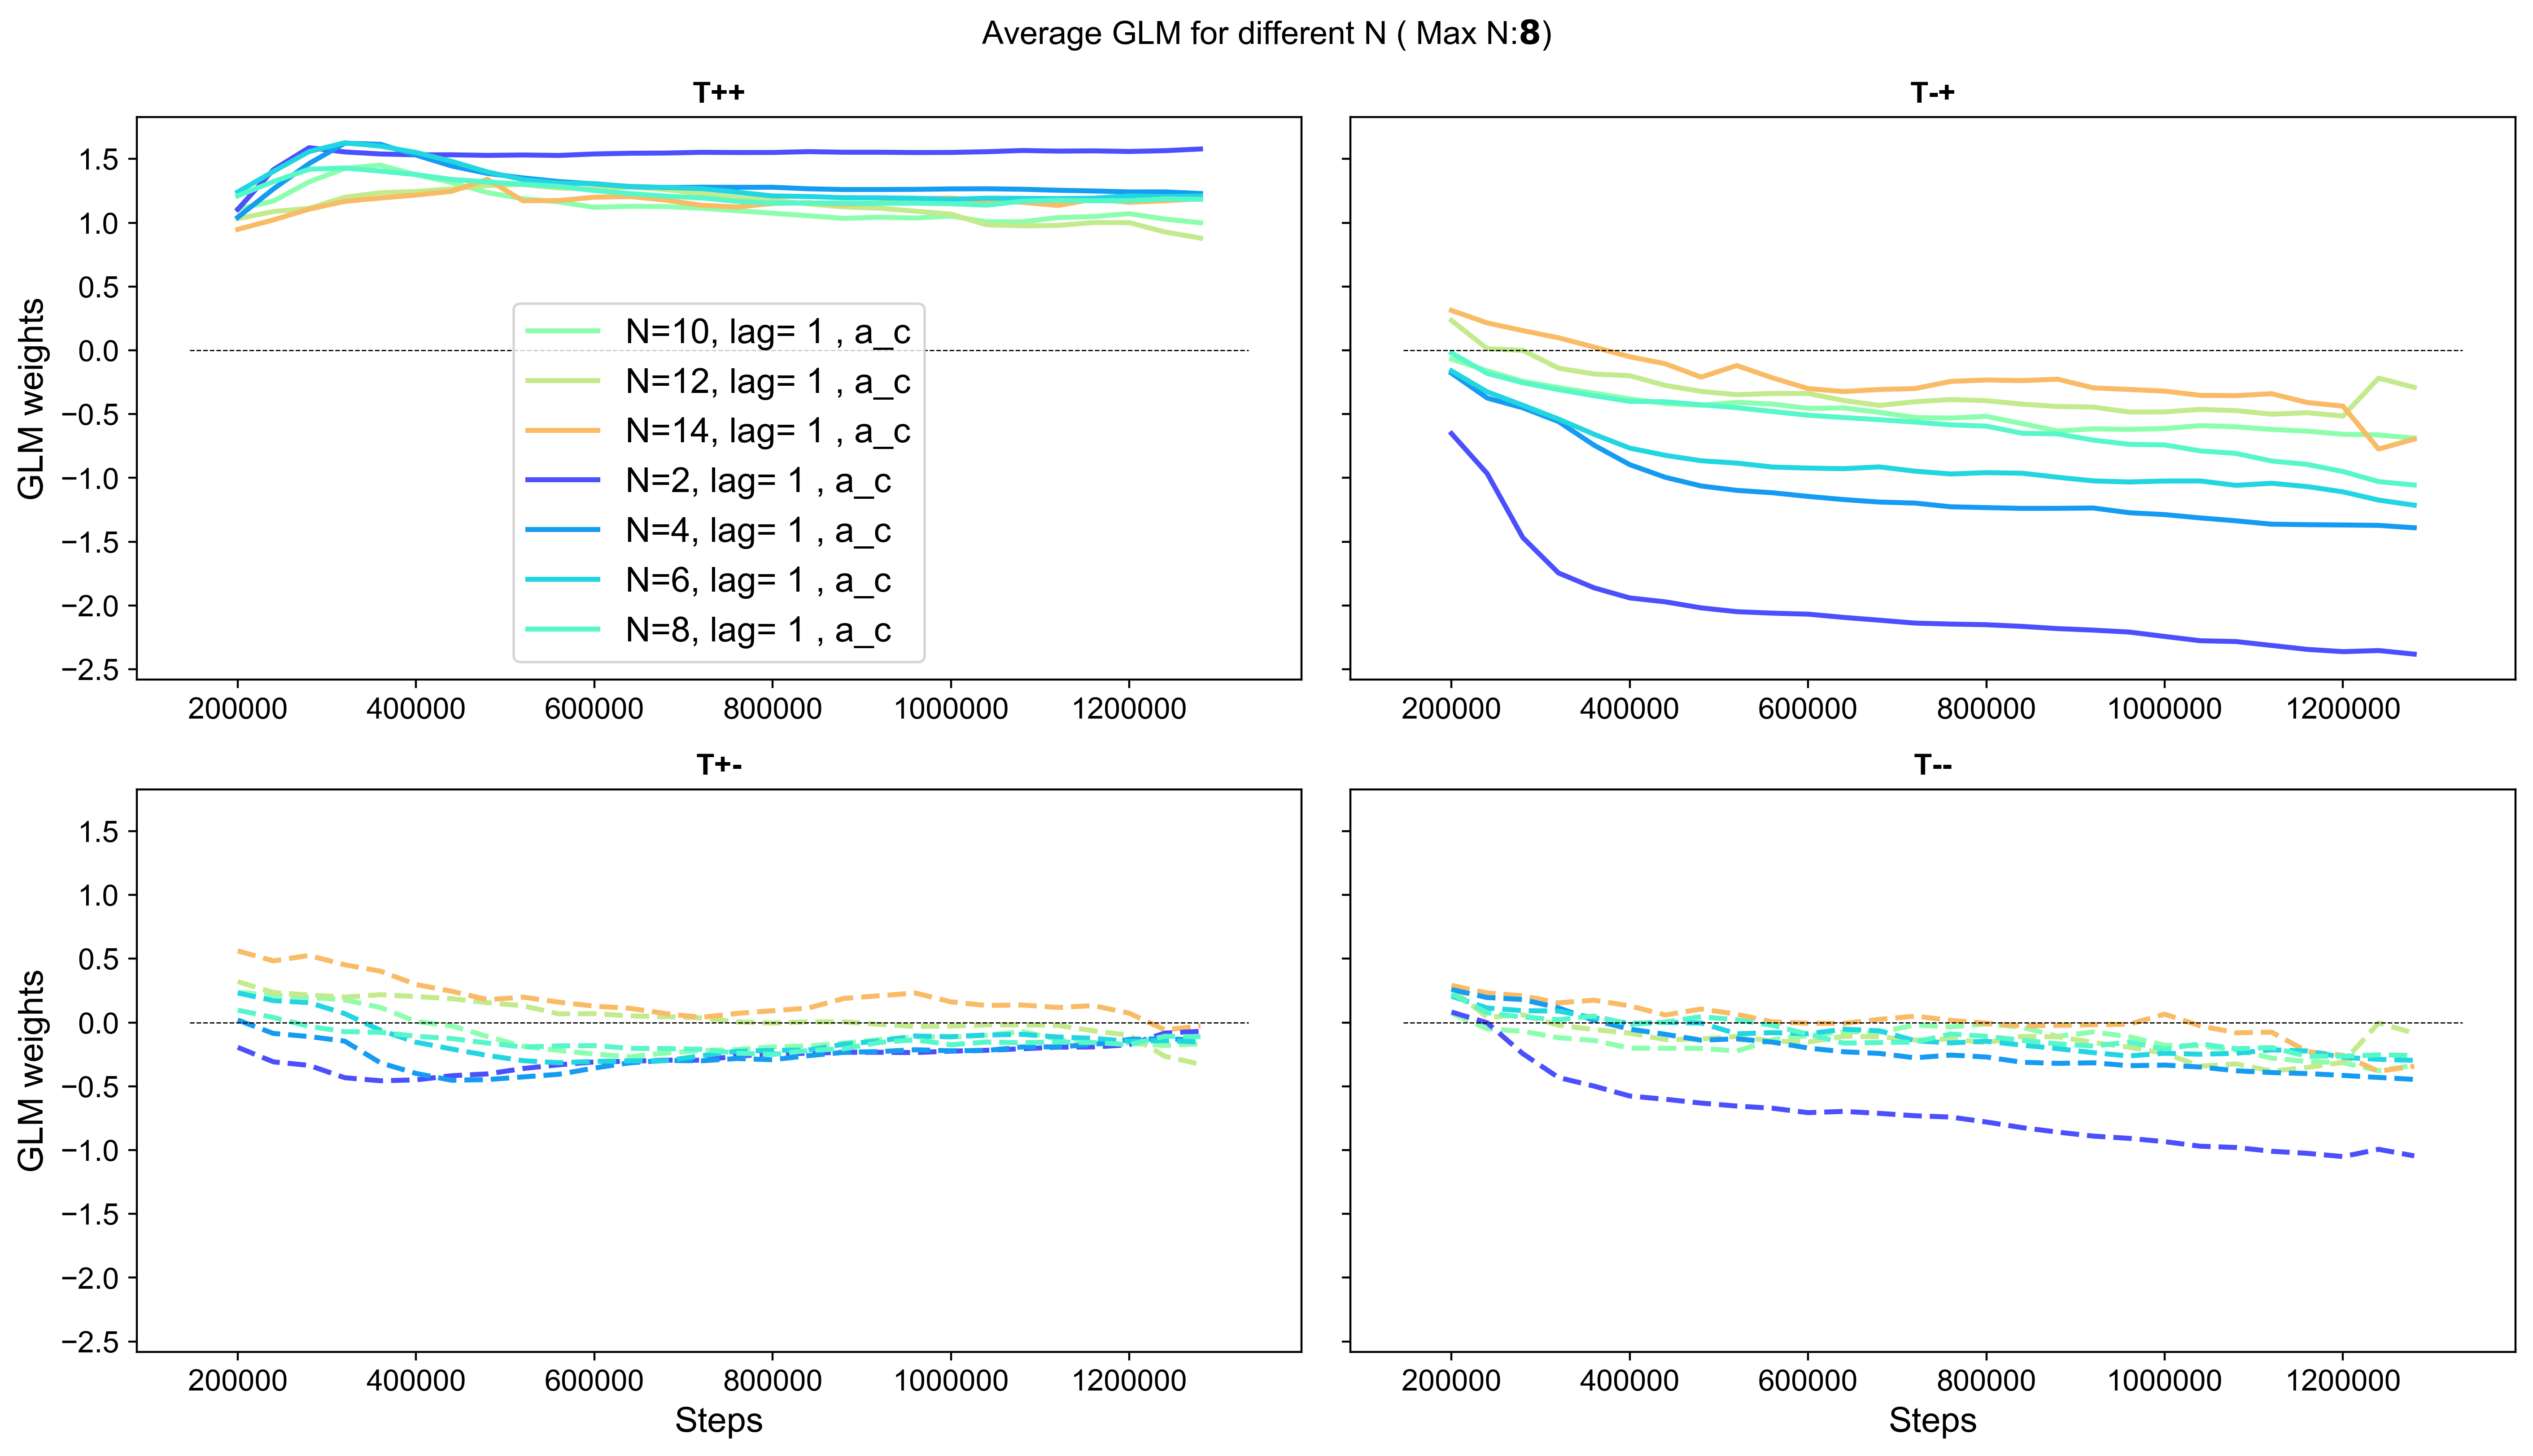 Average GLM for different N ( Max N:8)
T++
T-+
GLM weights
1.5
1.0
0.5
0.0
−0.5
−1.0
−1.5
−2.0
−2.5
N=10, lag= 1 , a_c
N=12, lag= 1 , a_c
N=14, lag= 1 , a_c
N=2, lag= 1 , a_c
N=4, lag= 1 , a_c
N=6, lag= 1 , a_c
N=8, lag= 1 , a_c
200000 400000 600000 800000 1000000 1200000
200000 400000 600000 800000 1000000 1200000
T+-
T--
GLM weights
1.5
1.0
0.5
0.0
−0.5
−1.0
−1.5
−2.0
−2.5
200000 400000 600000 800000 1000000 1200000
200000 400000 600000 800000 1000000 1200000
Steps
Steps